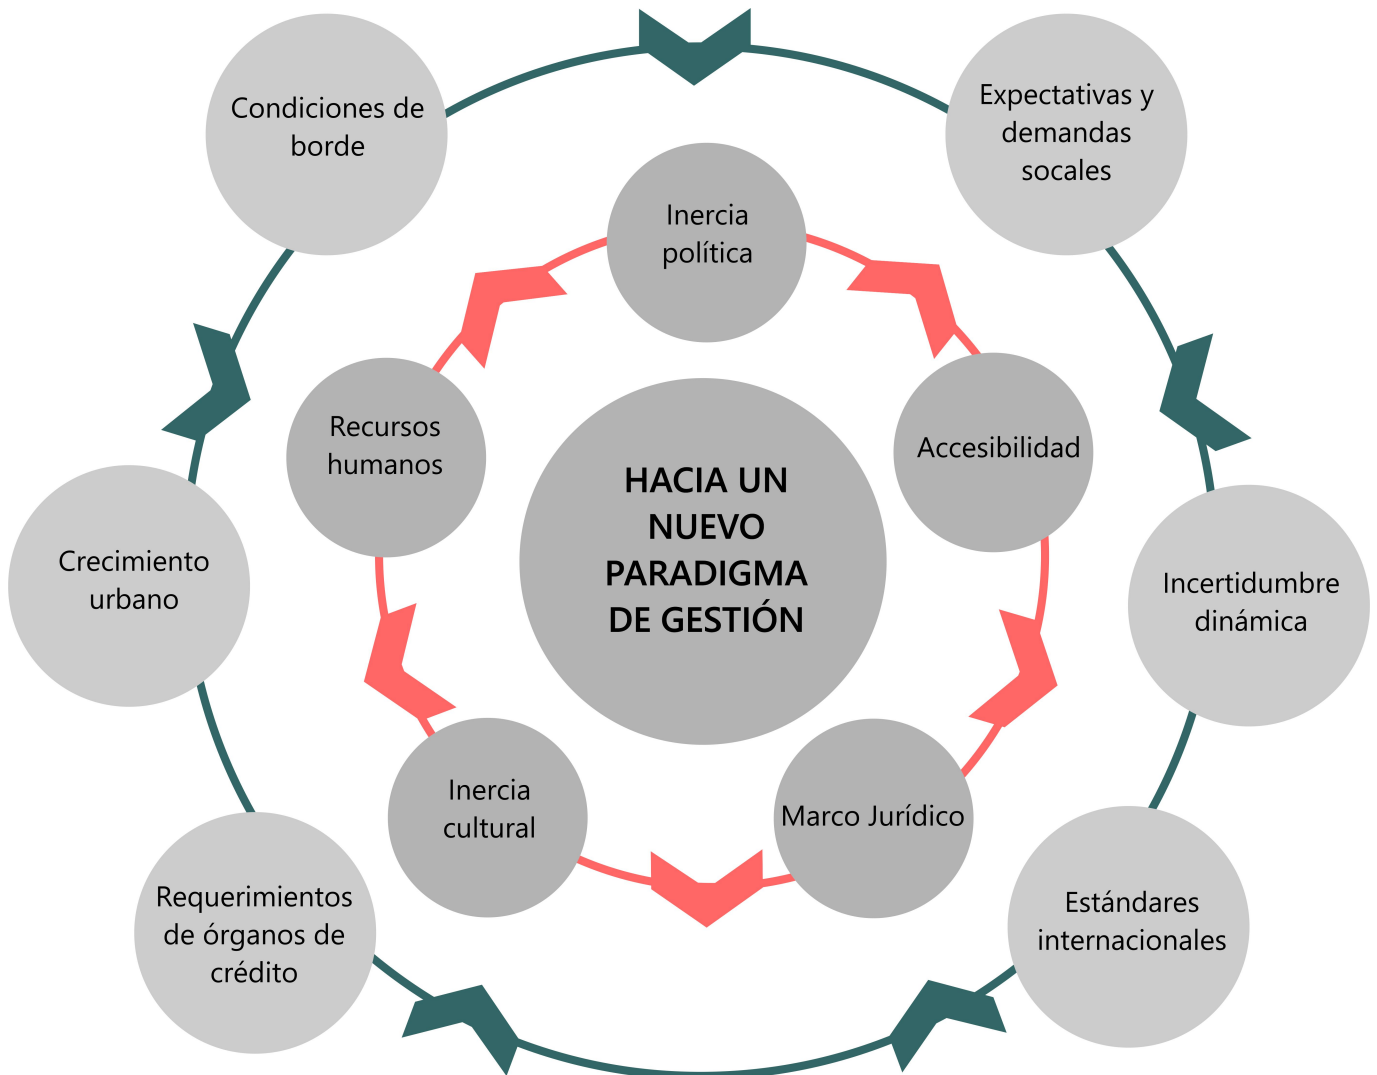 Condiciones de
borde
Expectativas y
demandas
socales
Inercia
política
Recursos
humanos
Accesibilidad
HACIA UN
NUEVO
PARADIGMA
DE GESTIÓN
Crecimiento
urbano
Incertidumbre
dinámica
Inercia
cultural
Marco Jurídico
Requerimientos
de órganos de
crédito
Estándares
internacionales